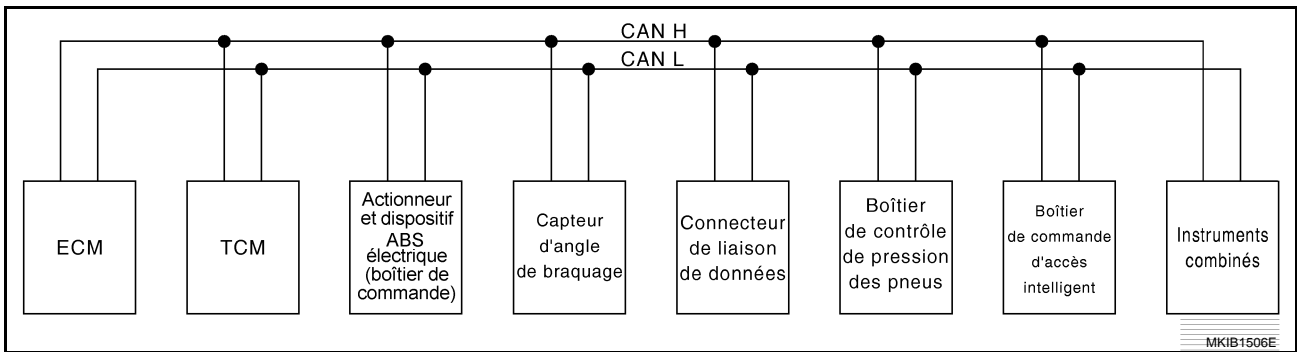 CAN H
CAN L
ECM
TCM
Actionneur
et dispositif
ABS
électrique
(boîtier de
commande)
Capteur
d'angle
de braquage
Connecteur
de liaison
de données
Boîtier
de contrôle
de pression
des pneus
Boîtier
de commande
d'accès
intelligent
Instruments
combinés
MKIB1506E